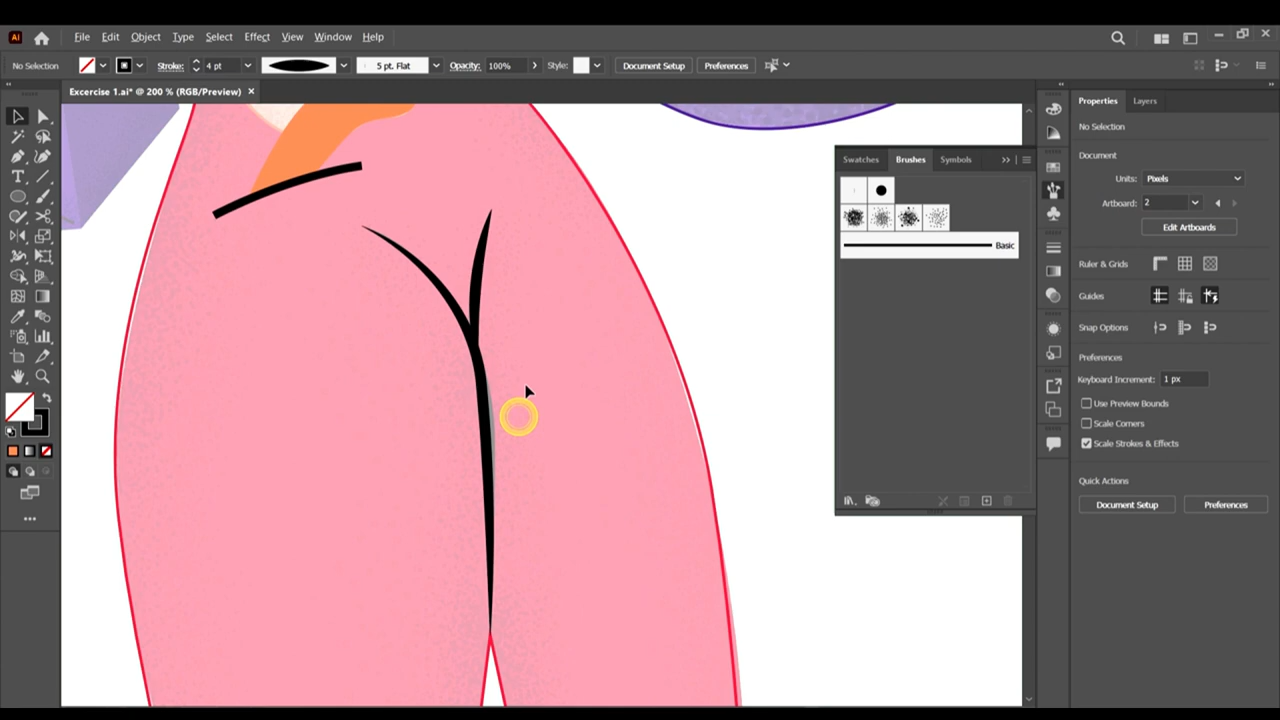 Ai File Edit Object Type Select Effect View Window Help
No Selection Stroke: 4 pt 5 pt. Flat Opacity: 100% Style: Document Setup Preferences
Excercise 1.ai* @ 200 % (RGB/Preview) ×
Properties Layers
No Selection
Document
Units: Pixels
Artboard: 2
Edit Artboards
Ruler & Grids
Guides
Snap Options
Preferences
Keyboard Increment: 1 px
Use Preview Bounds
Scale Corners
Scale Strokes & Effects
Quick Actions
Document Setup Preferences
Swatches Brushes Symbols
Basic